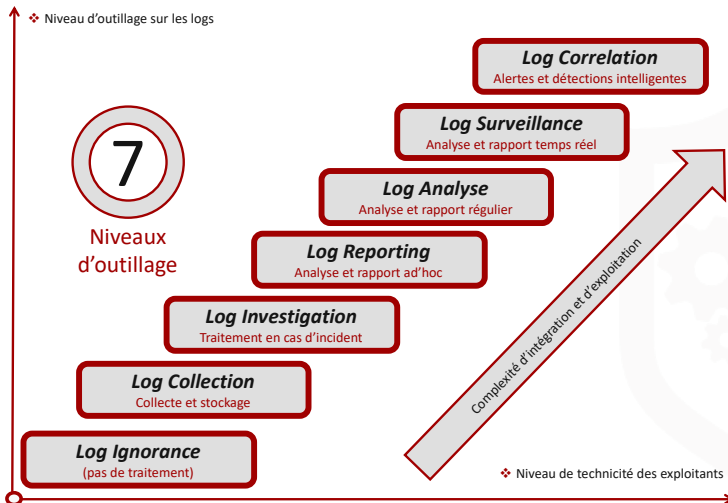 ❖ Niveau d'outillage sur les logs
Log Correlation
Alertes et détections intelligentes
Log Surveillance
Analyse et rapport temps réel
7
Niveaux
d'outillage
Log Analyse
Analyse et rapport régulier
Log Reporting
Analyse et rapport ad'hoc
Log Investigation
Traitement en cas d'incident
Log Collection
Collecte et stockage
Log Ignorance
(pas de traitement)
Complexité d'intégration et d'exploitation
❖ Niveau de technicité des exploitants